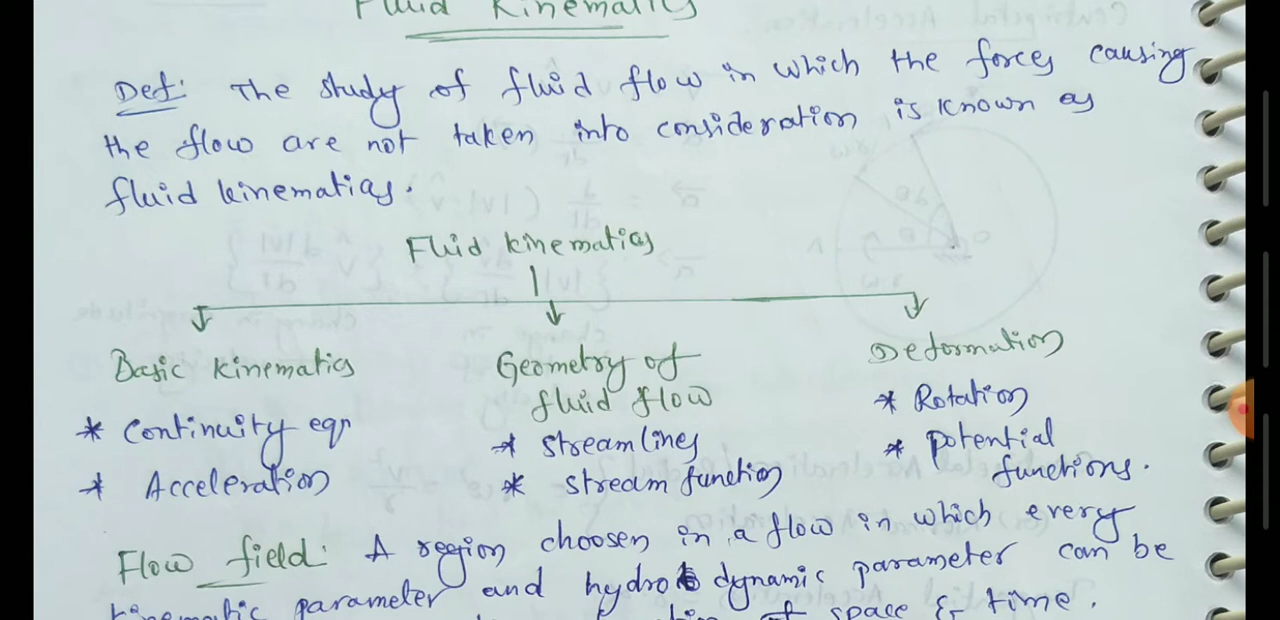 Fluid Kinematics
Def: The study of fluid flow in which the forces causing
the flow are not taken into consideration is known as
fluid kinematics.
Fluid kinematics
Basic kinematics
* Continuity eqn
* Acceleration
Geometry of
fluid flow
* streamlines
* stream function
Deformation
* Rotation
* potential
functions.
Flow field: A region choosen in a flow in which every
kinematic parameter and hydrodynamic parameter can be
of space & time.